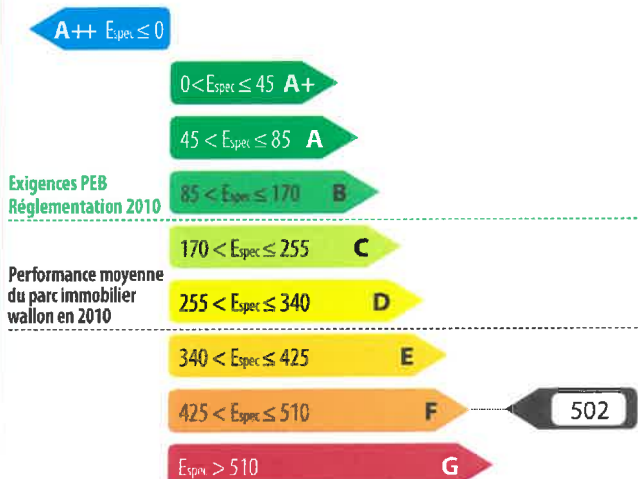 A++ Espec ≤ 0
0 < Espec ≤ 45 A+
45 < Espec ≤ 85 A
Exigences PEB
Réglementation 2010
85 < Espec ≤ 170 B
170 < Espec ≤ 255 C
Performance moyenne
du parc immobilier
wallon en 2010
255 < Espec ≤ 340 D
340 < Espec ≤ 425 E
425 < Espec ≤ 510 F
502
Espec > 510 G